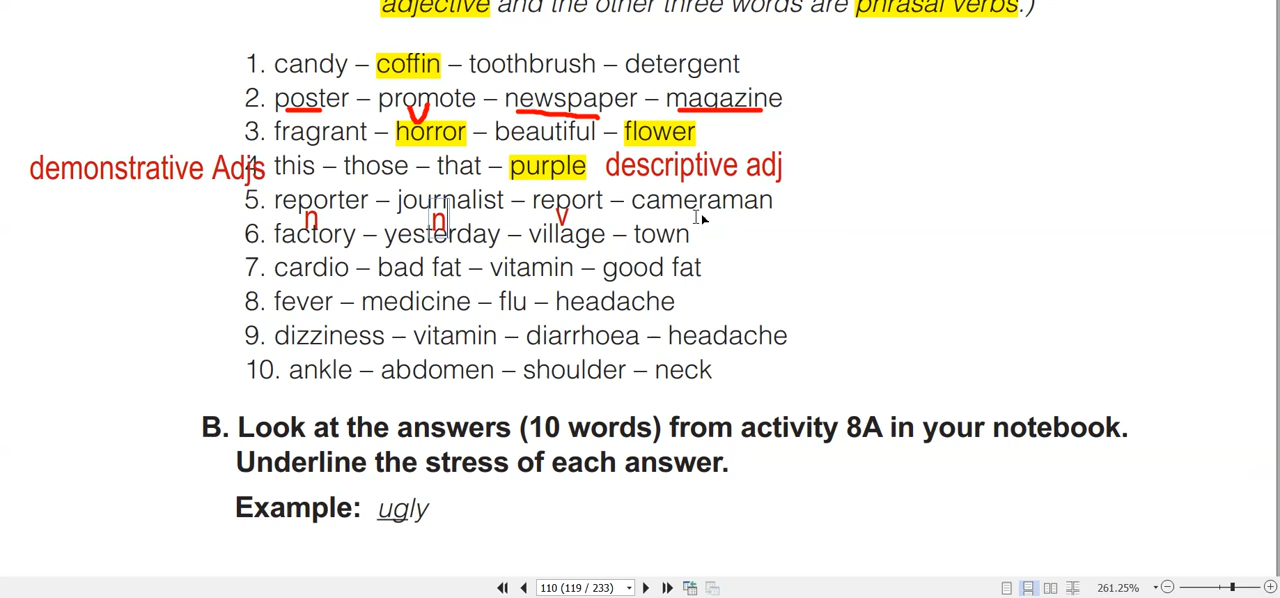 adjective and the other three words are phrasal verbs.)
1. candy – coffin – toothbrush – detergent
2. poster – promote – newspaper – magazine
v
3. fragrant – horror – beautiful – flower
demonstrative Adjs 4. this – those – that – purple descriptive adj
5. reporter – journalist – report – cameraman
n n v
6. factory – yesterday – village – town
7. cardio – bad fat – vitamin – good fat
8. fever – medicine – flu – headache
9. dizziness – vitamin – diarrhoea – headache
10. ankle – abdomen – shoulder – neck
B. Look at the answers (10 words) from activity 8A in your notebook.
Underline the stress of each answer.
Example: ugly
110 (119 / 233) 261.25%